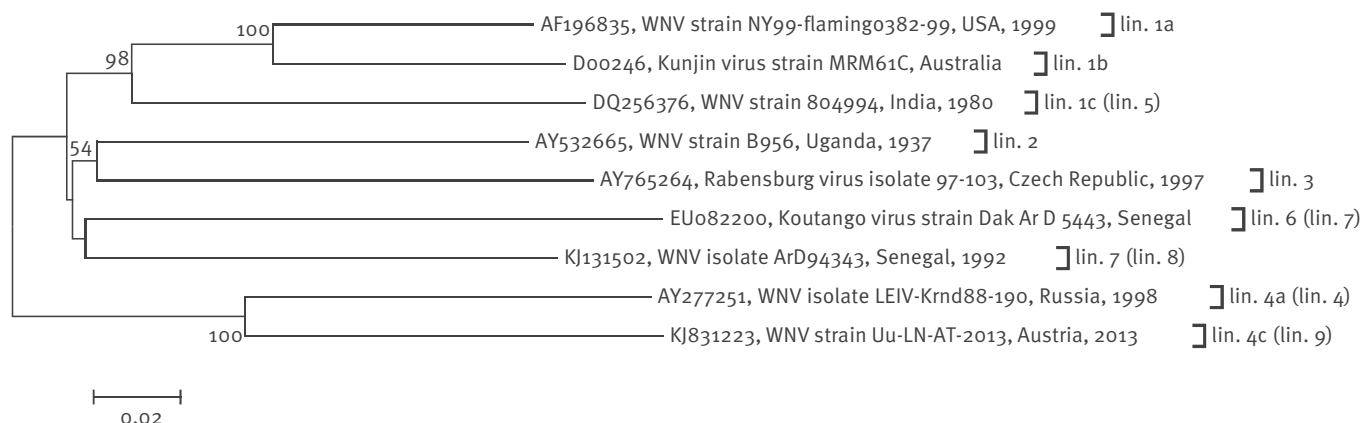 100 AF196835, WNV strain NY99-flamingo382-99, USA, 1999 lin. 1a
98 D00246, Kunjin virus strain MRM61C, Australia lin. 1b
DQ256376, WNV strain 804994, India, 1980 lin. 1c (lin. 5)
54 AY532665, WNV strain B956, Uganda, 1937 lin. 2
AY765264, Rabensburg virus isolate 97-103, Czech Republic, 1997 lin. 3
EU082200, Koutango virus strain Dak Ar D 5443, Senegal lin. 6 (lin. 7)
KJ131502, WNV isolate ArD94343, Senegal, 1992 lin. 7 (lin. 8)
AY277251, WNV isolate LEIV-Krnd88-190, Russia, 1998 lin. 4a (lin. 4)
100 KJ831223, WNV strain Uu-LN-AT-2013, Austria, 2013 lin. 4c (lin. 9)
0.02